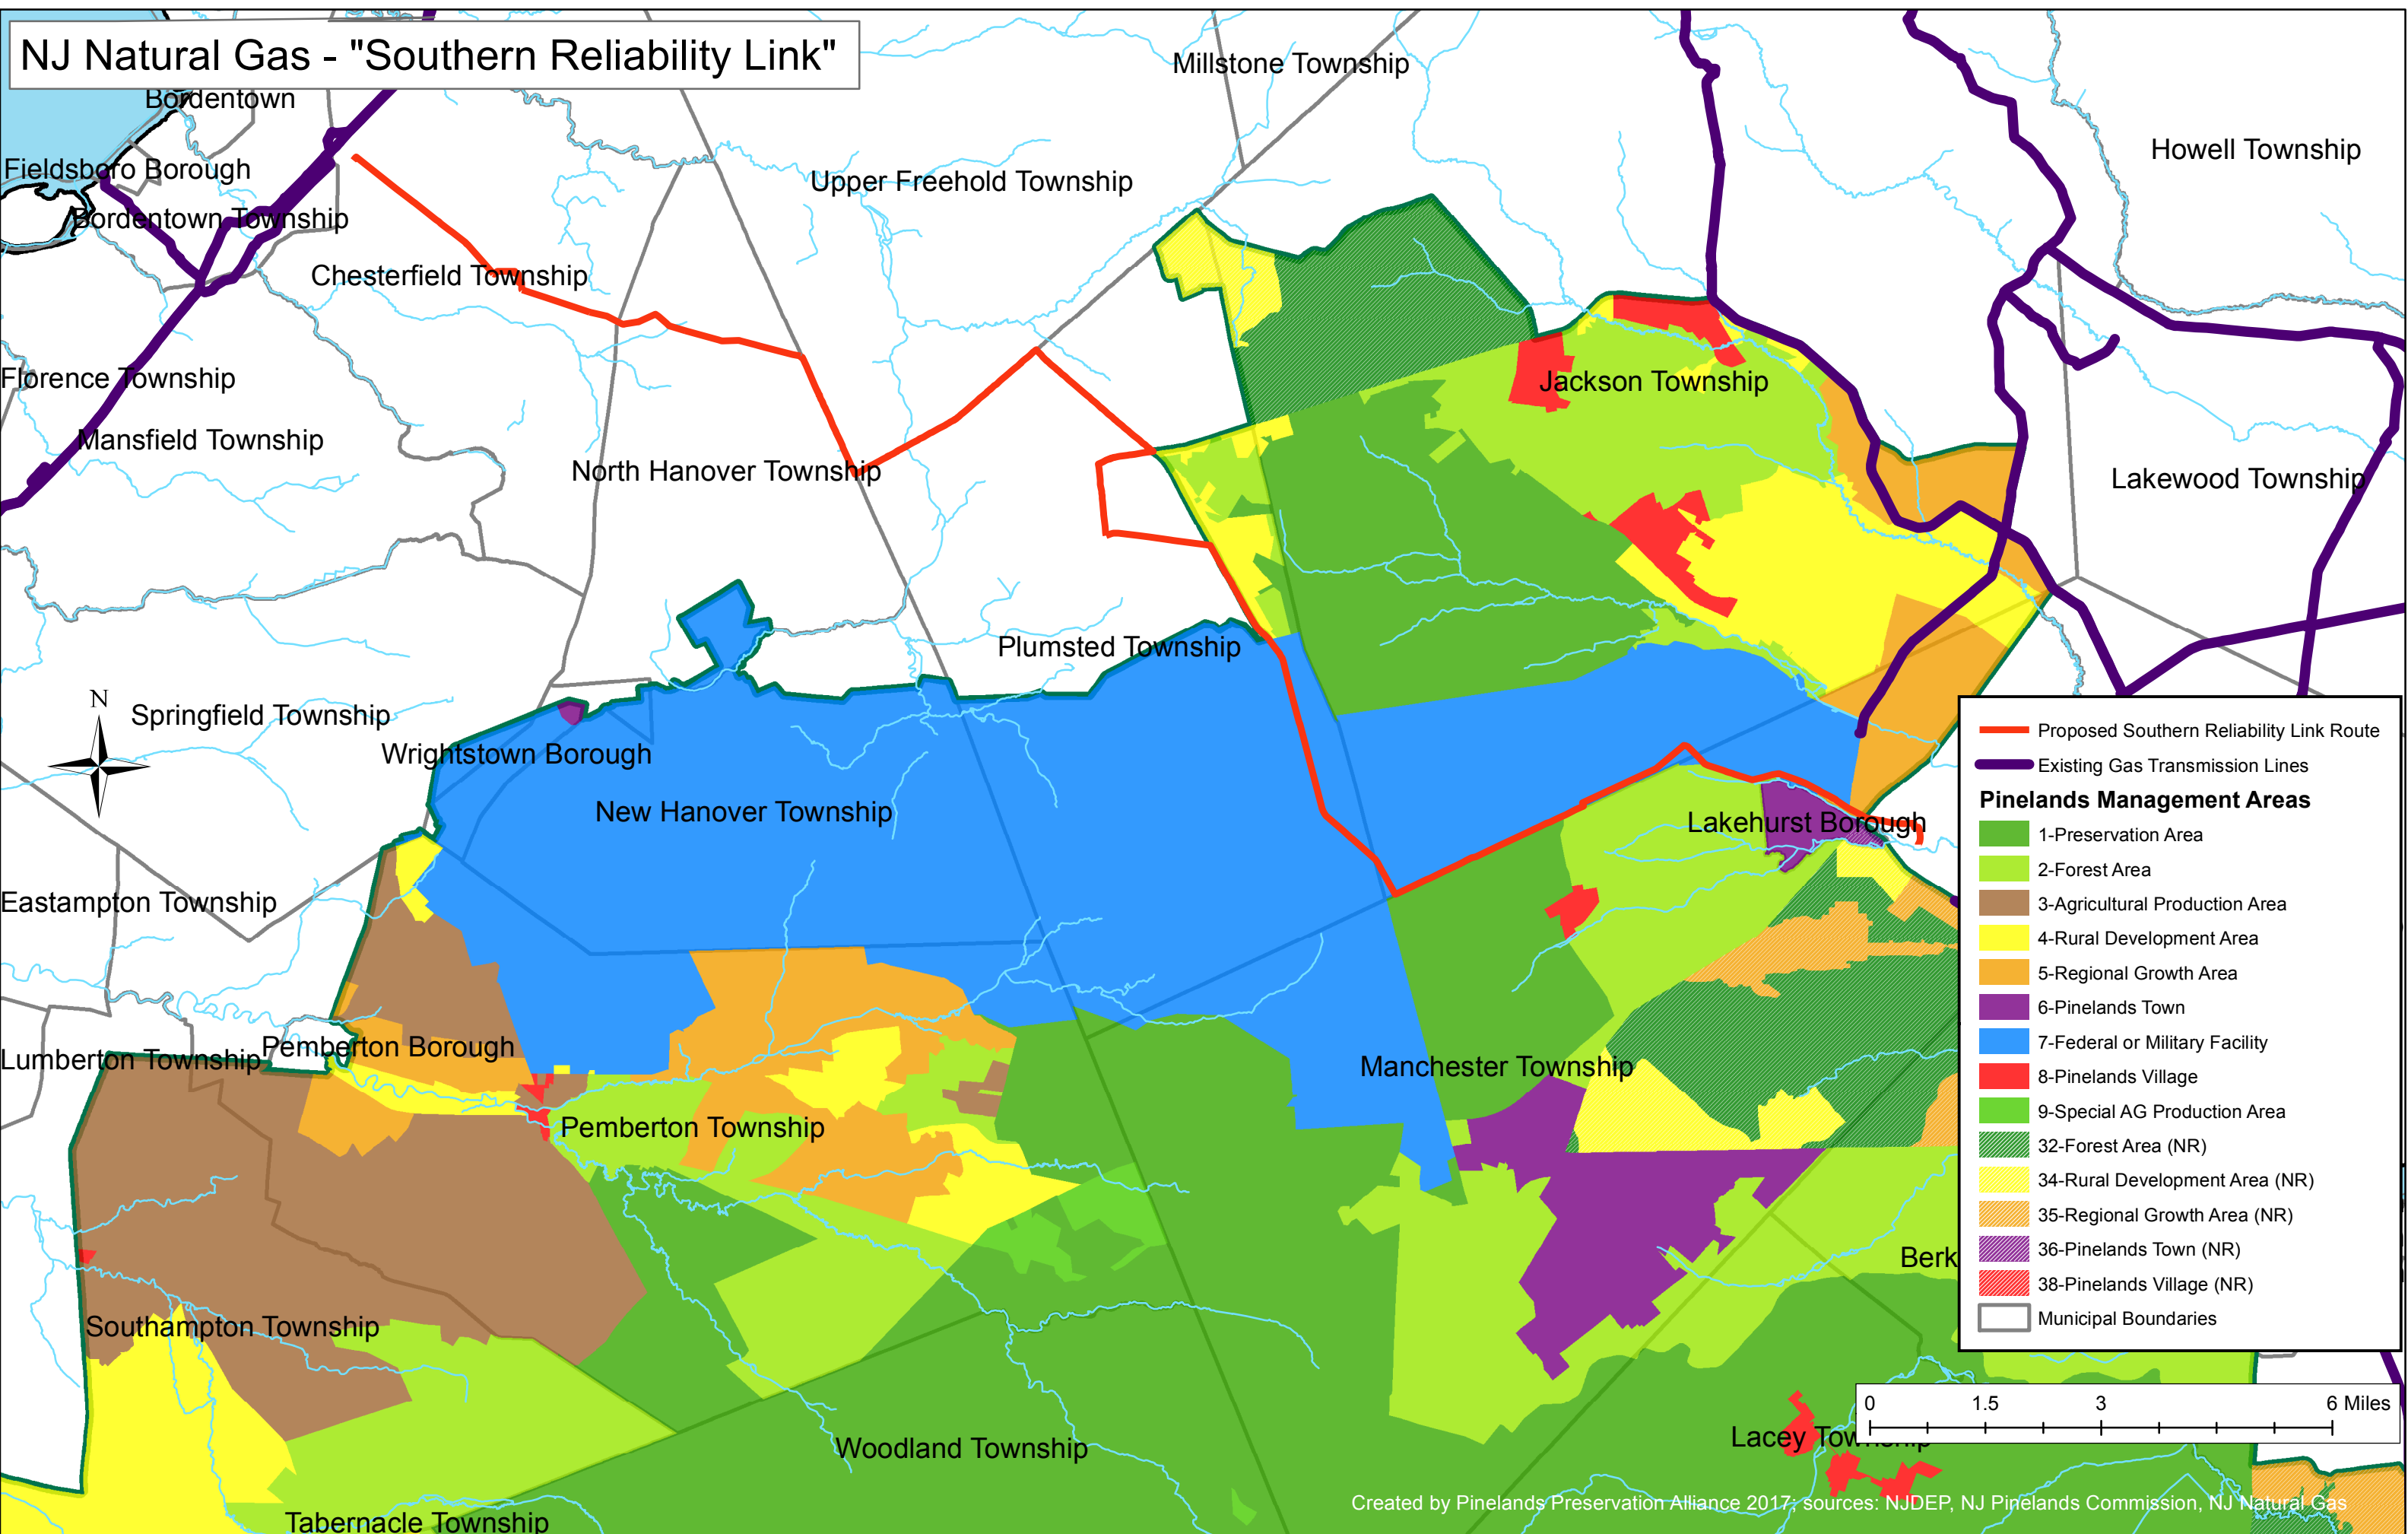 NJ Natural Gas - "Southern Reliability Link"
Millstone Township
Bordentown
Howell Township
Fieldsboro Borough
Upper Freehold Township
Bordentown Township
Chesterfield Township
Florence Township
Jackson Township
Mansfield Township
North Hanover Township
Lakewood Township
Plumsted Township
N
Springfield Township
Wrightstown Borough
New Hanover Township
Lakehurst Borough
Eastampton Township
Pemberton Borough
Lumberton Township
Manchester Township
Pemberton Township
Berk
Southampton Township
Lacey Township
Woodland Township
Tabernacle Township
Proposed Southern Reliability Link Route
Existing Gas Transmission Lines
Pinelands Management Areas
1-Preservation Area
2-Forest Area
3-Agricultural Production Area
4-Rural Development Area
5-Regional Growth Area
6-Pinelands Town
7-Federal or Military Facility
8-Pinelands Village
9-Special AG Production Area
32-Forest Area (NR)
34-Rural Development Area (NR)
35-Regional Growth Area (NR)
36-Pinelands Town (NR)
38-Pinelands Village (NR)
Municipal Boundaries
0 1.5 3 6 Miles
Created by Pinelands Preservation Alliance 2017; sources: NJDEP, NJ Pinelands Commission, NJ Natural Gas